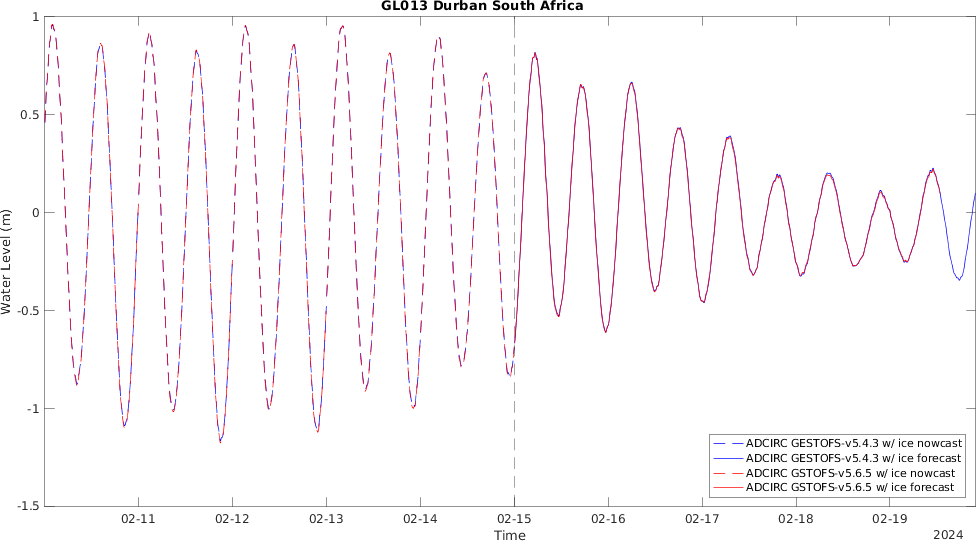 GL013 Durban South Africa
1
0.5
0
-0.5
-1
-1.5
Water Level (m)
ADCIRC GESTOFS-v5.4.3 w/ ice nowcast
ADCIRC GESTOFS-v5.4.3 w/ ice forecast
ADCIRC GSTOFS-v5.6.5 w/ ice nowcast
ADCIRC GSTOFS-v5.6.5 w/ ice forecast
02-11 02-12 02-13 02-14 02-15 02-16 02-17 02-18 02-19
Time
2024